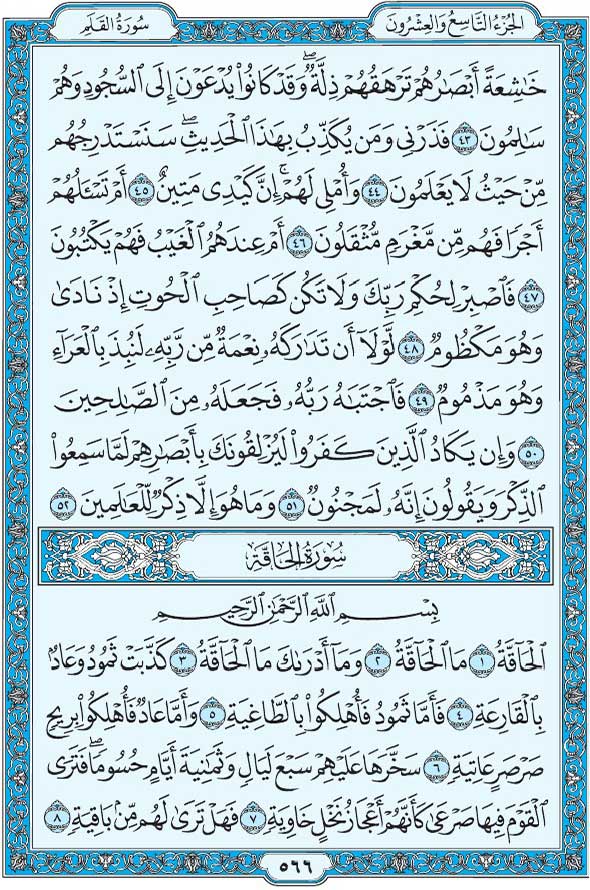 الجزء التاسع والعشرون
سورة القلم
خَٰشِعَةً أَبْصَٰرُهُمْ تَرْهَقُهُمْ ذِلَّةٌۖ وَقَدْ كَانُوا۟ يُدْعَوْنَ إِلَى ٱلسُّجُودِ وَهُمْ
سَٰلِمُونَ ٤٣ فَذَرْنِى وَمَن يُكَذِّبُ بِهَٰذَا ٱلْحَدِيثِۖ سَنَسْتَدْرِجُهُم
مِّنْ حَيْثُ لَا يَعْلَمُونَ ٤٤ وَأُمْلِى لَهُمْۚ إِنَّ كَيْدِى مَتِينٌ ٤٥ أَمْ تَسْـَٔلُهُمْ
أَجْرًا فَهُم مِّن مَّغْرَمٍ مُّثْقَلُونَ ٤٦ أَمْ عِندَهُمُ ٱلْغَيْبُ فَهُمْ يَكْتُبُونَ
٤٧ فَٱصْبِرْ لِحُكْمِ رَبِّكَ وَلَا تَكُن كَصَاحِبِ ٱلْحُوتِ إِذْ نَادَىٰ
وَهُوَ مَكْظُومٌ ٤٨ لَّوْلَآ أَن تَدَٰرَكَهُۥ نِعْمَةٌ مِّن رَّبِّهِۦ لَنُبِذَ بِٱلْعَرَآءِ
وَهُوَ مَذْمُومٌ ٤٩ فَٱجْتَبَٰهُ رَبُّهُۥ فَجَعَلَهُۥ مِنَ ٱلصَّٰلِحِينَ
٥٠ وَإِن يَكَادُ ٱلَّذِينَ كَفَرُوا۟ لَيُزْلِقُونَكَ بِأَبْصَٰرِهِمْ لَمَّا سَمِعُوا۟
ٱلذِّكْرَ وَيَقُولُونَ إِنَّهُۥ لَمَجْنُونٌ ٥١ وَمَا هُوَ إِلَّا ذِكْرٌ لِّلْعَٰلَمِينَ ٥٢
سورة الحاقة
بِسْمِ ٱللَّهِ ٱلرَّحْمَٰنِ ٱلرَّحِيمِ
ٱلْحَآقَّةُ ١ مَا ٱلْحَآقَّةُ ٢ وَمَآ أَدْرَىٰكَ مَا ٱلْحَآقَّةُ ٣ كَذَّبَتْ ثَمُودُ وَعَادٌۢ
بِٱلْقَارِعَةِ ٤ فَأَمَّا ثَمُودُ فَأُهْلِكُوا۟ بِٱلطَّاغِيَةِ ٥ وَأَمَّا عَادٌ فَأُهْلِكُوا۟ بِرِيحٍ
صَرْصَرٍ عَاتِيَةٍ ٦ سَخَّرَهَا عَلَيْهِمْ سَبْعَ لَيَالٍ وَثَمَٰنِيَةَ أَيَّامٍ حُسُومًاۖ فَتَرَى
ٱلْقَوْمَ فِيهَا صَرْعَىٰ كَأَنَّهُمْ أَعْجَازُ نَخْلٍ خَاوِيَةٍ ٧ فَهَلْ تَرَىٰ لَهُم مِّنۢ بَاقِيَةٍ ٨
٥٦٦